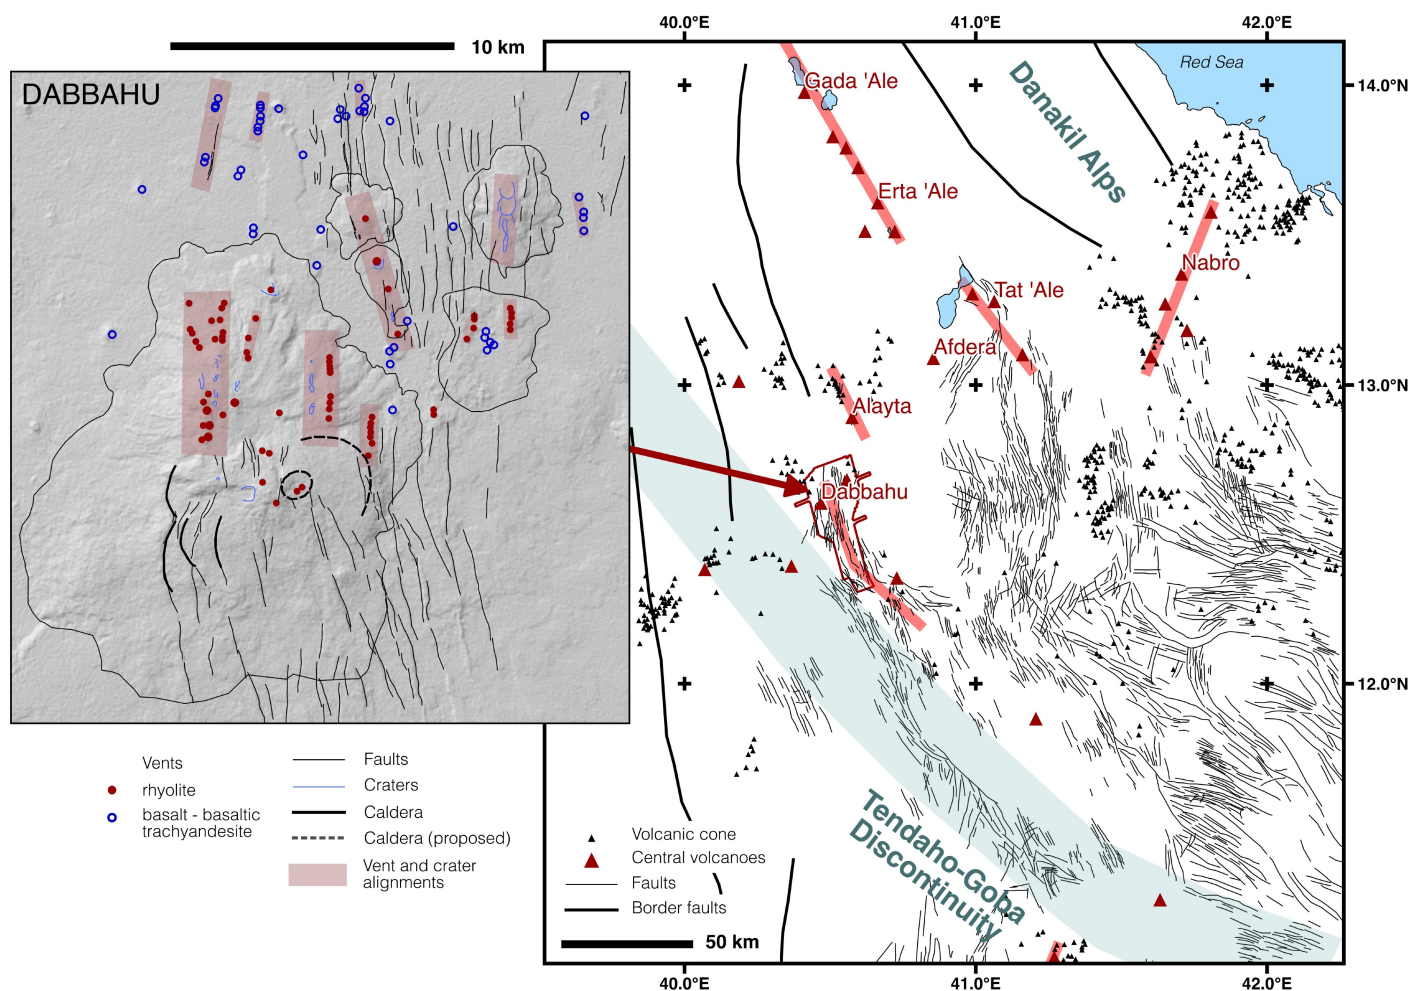 40.0°E
41.0°E
42.0°E
10 km
DABBAHU
Red Sea
Gada 'Ale
Danakil Alps
14.0°N
Erta 'Ale
Nabro
Tat 'Ale
Afdera
13.0°N
Alayta
Dabbahu
12.0°N
Vents
rhyolite
basalt - basaltic
trachyandesite
Faults
Craters
Caldera
Caldera (proposed)
Vent and crater
alignments
Tendaho-Goba
Discontinuity
Volcanic cone
Central volcanoes
Faults
Border faults
50 km
40.0°E
41.0°E
42.0°E